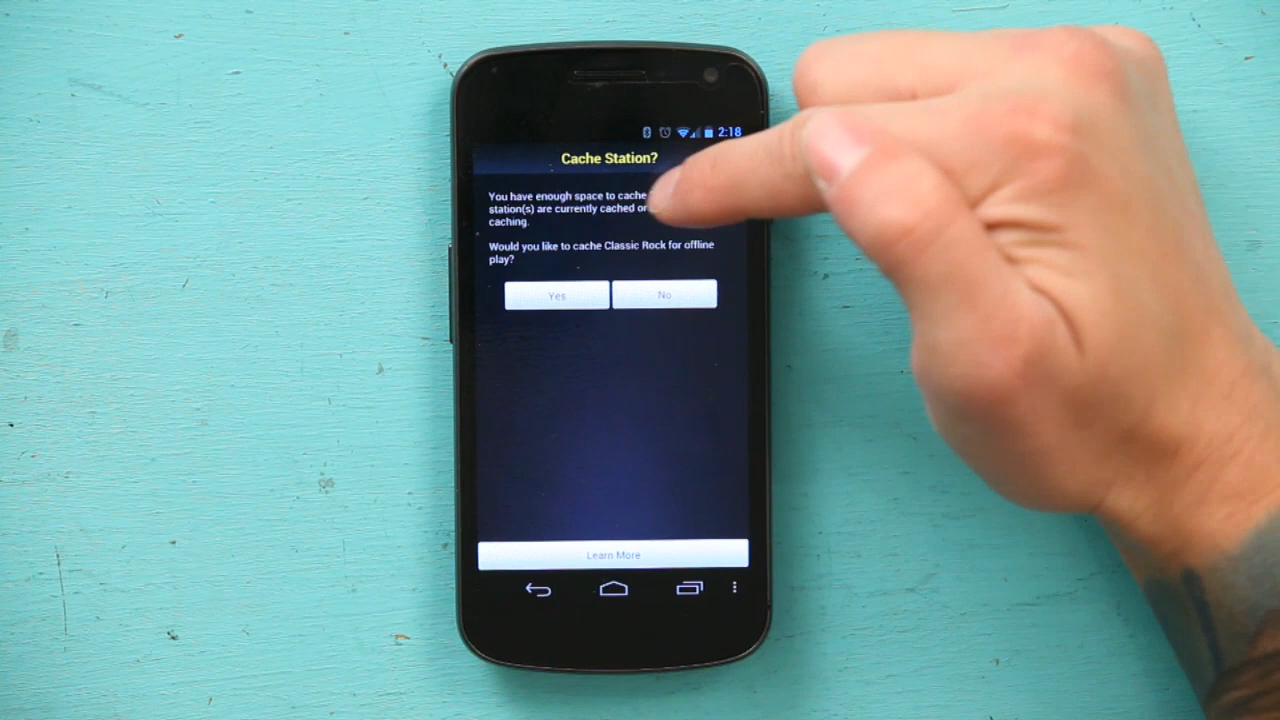 2:18
Cache Station?
You have enough space to cache
station(s) are currently cached or
caching.
Would you like to cache Classic Rock for offline
play?
Yes
No
Learn More